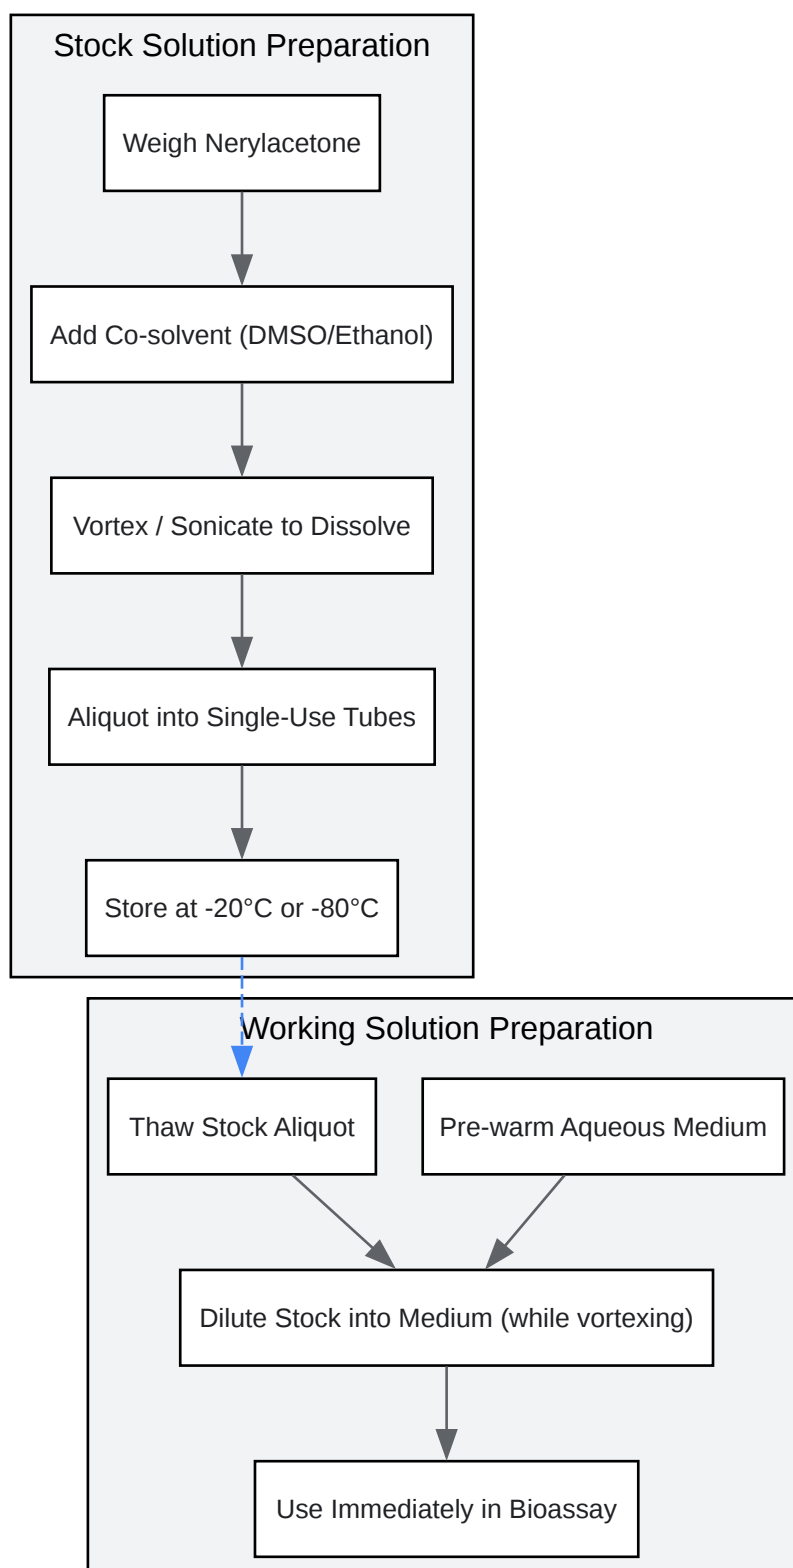 Stock Solution Preparation
Weigh Nerylacetone
Add Co-solvent (DMSO/Ethanol)
Vortex / Sonicate to Dissolve
Aliquot into Single-Use Tubes
Store at -20°C or -80°C
Working Solution Preparation
Thaw Stock Aliquot
Pre-warm Aqueous Medium
Dilute Stock into Medium (while vortexing)
Use Immediately in Bioassay